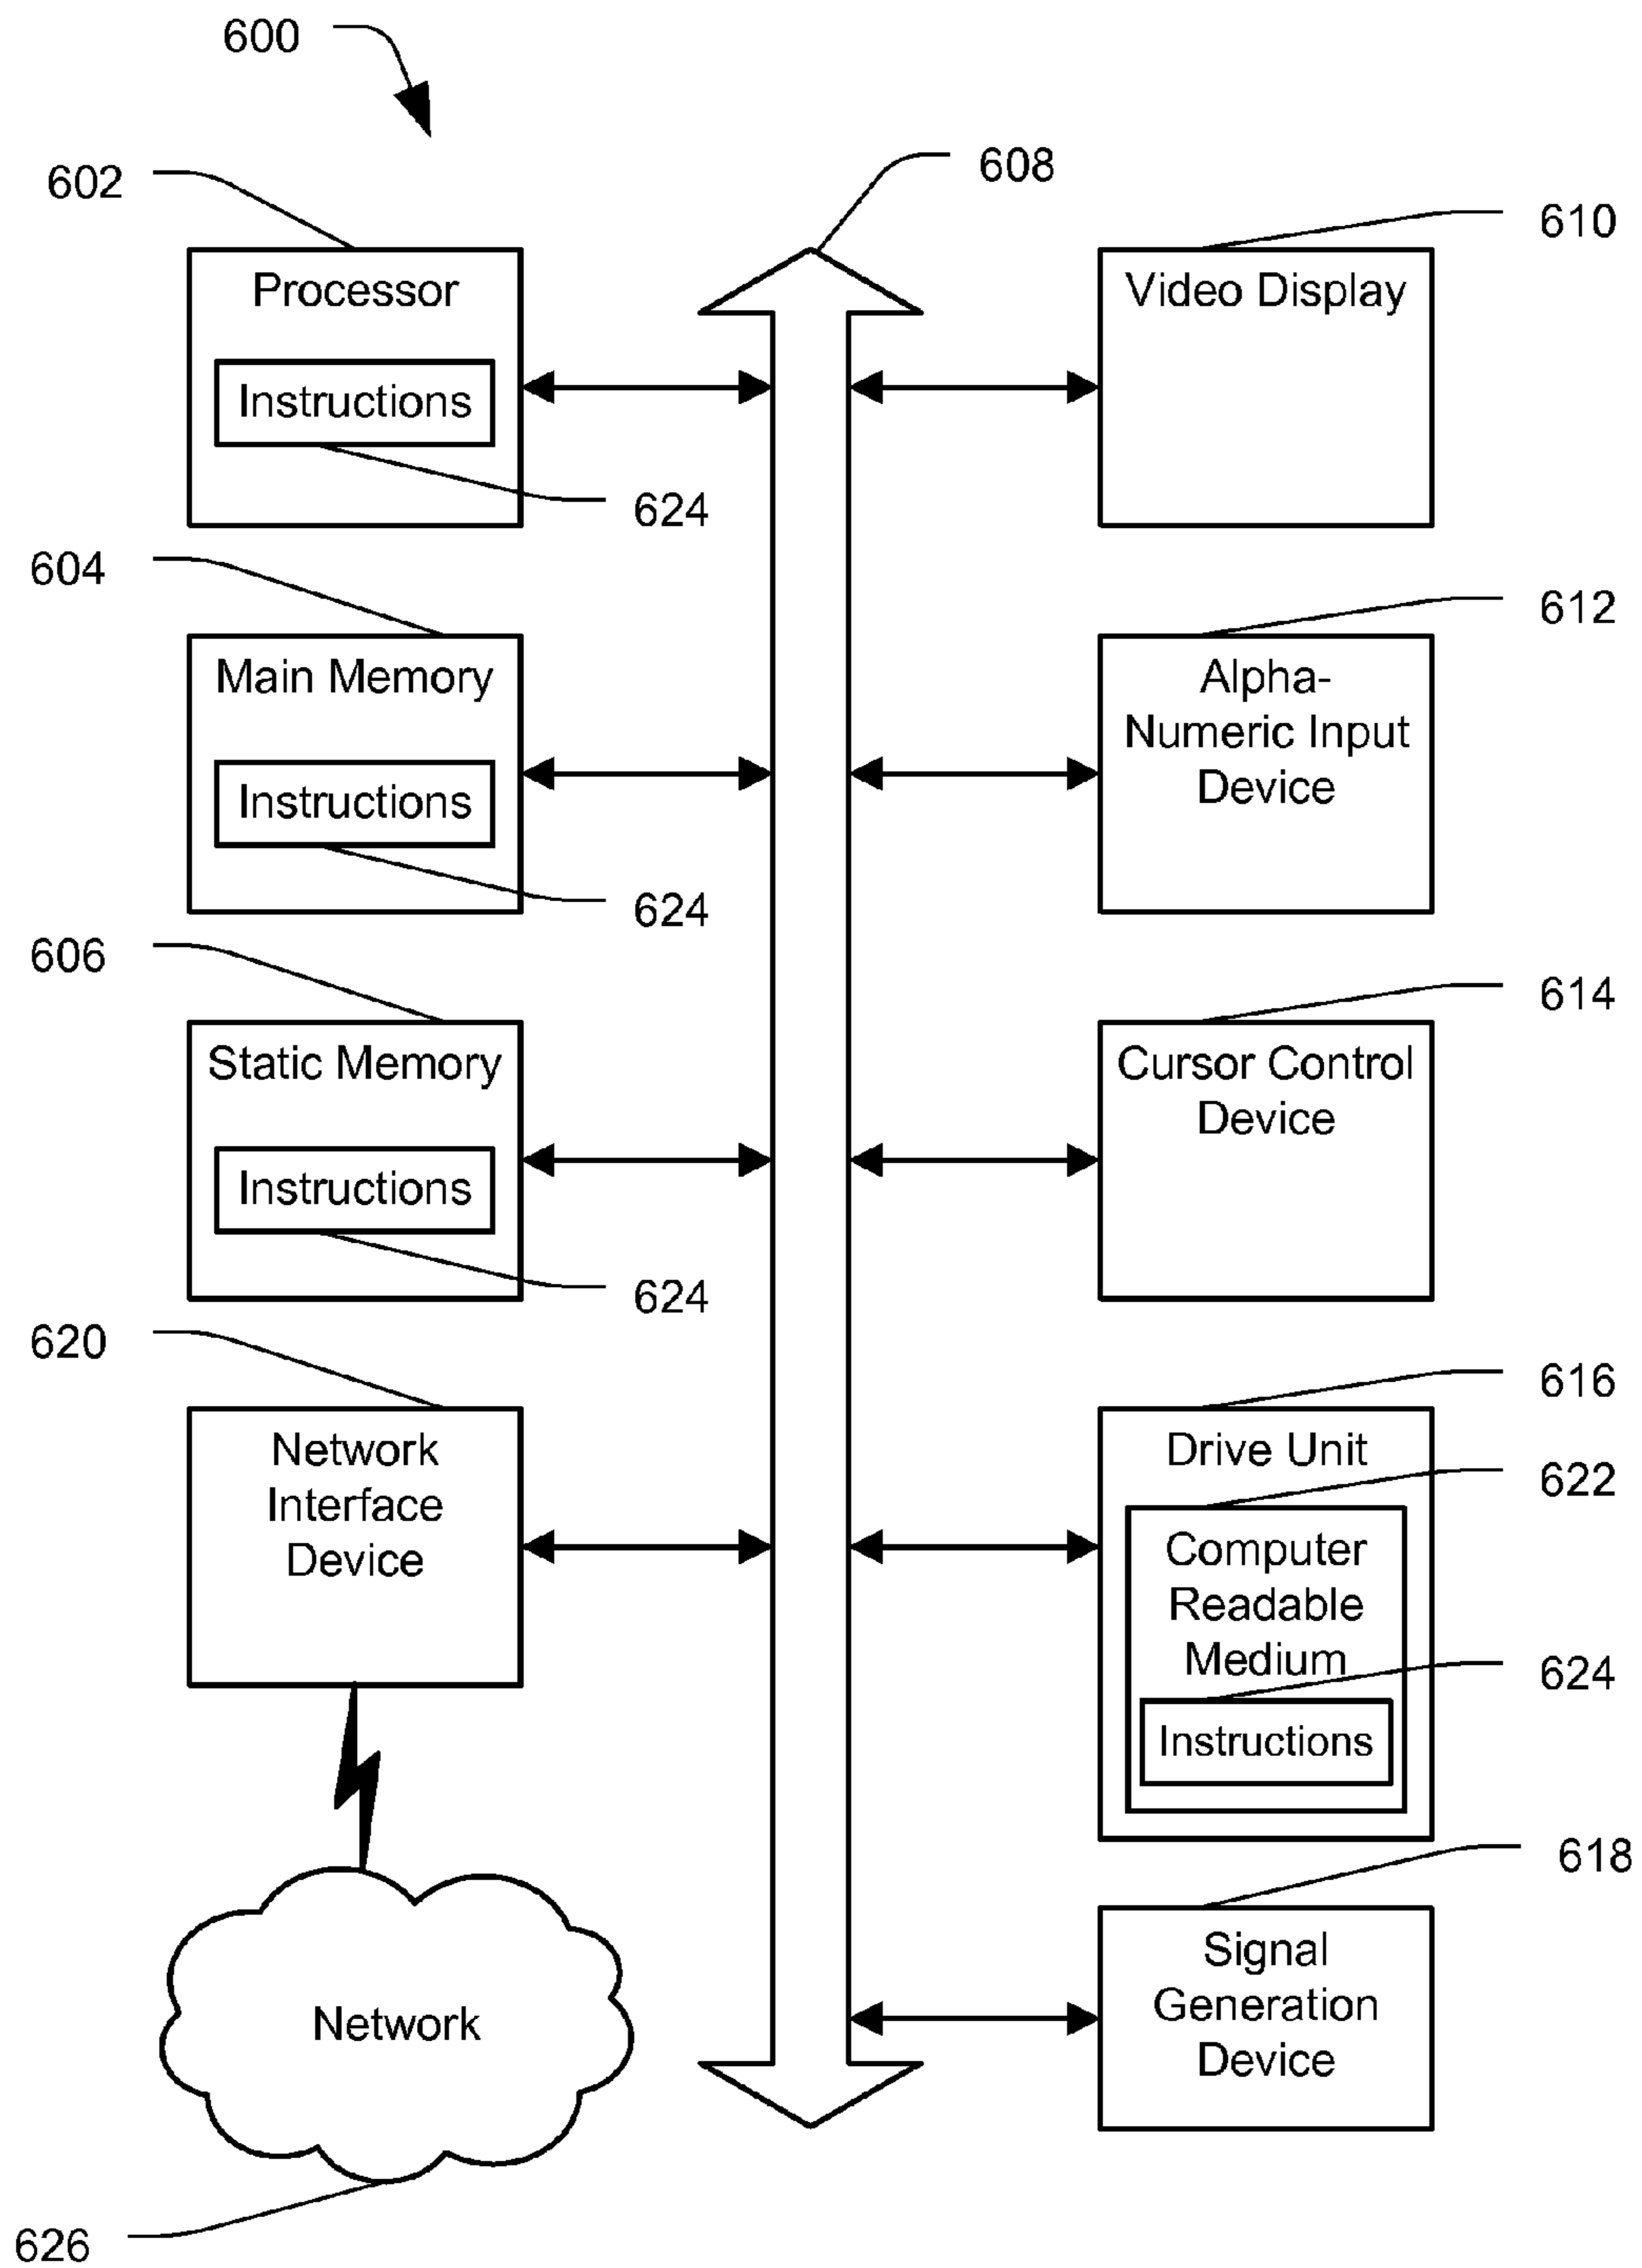 600
602
608
610
Processor
Instructions
624
Video Display
604
612
Main Memory
Instructions
624
Alpha-
Numeric Input
Device
606
614
Static Memory
Instructions
624
Cursor Control
Device
620
616
Network
Interface
Device
Drive Unit
622
Computer
Readable
Medium
624
Instructions
618
Signal
Generation
Device
Network
626